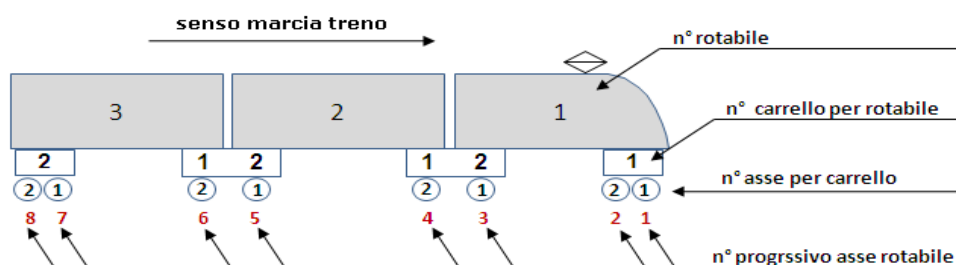 senso marcia treno
n° rotabile
3 2 1
n° carrello per rotabile
2 1 2 1 2 1
n° asse per carrello
2 1 2 1 2 1 2 1
8 7 6 5 4 3 2 1
n° progrssivo asse rotabile